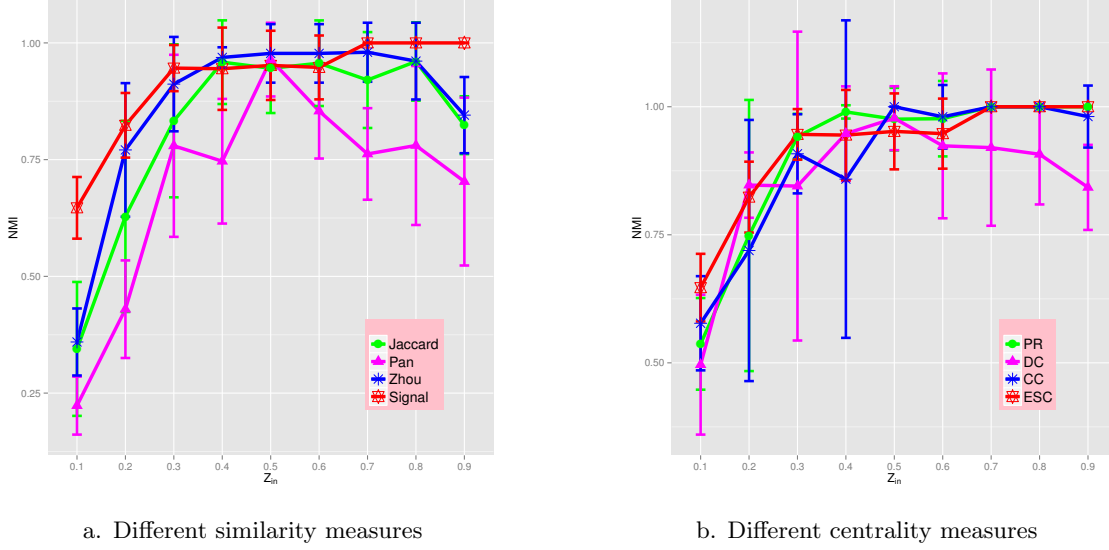 NMI
1.00
0.75
0.50
0.25
Jaccard
Pan
Zhou
Signal
0.1 0.2 0.3 0.4 0.5 0.6 0.7 0.8 0.9
Zin
a. Different similarity measures
NMI
1.00
0.75
0.50
PR
DC
CC
ESC
0.1 0.2 0.3 0.4 0.5 0.6 0.7 0.8 0.9
Zin
b. Different centrality measures